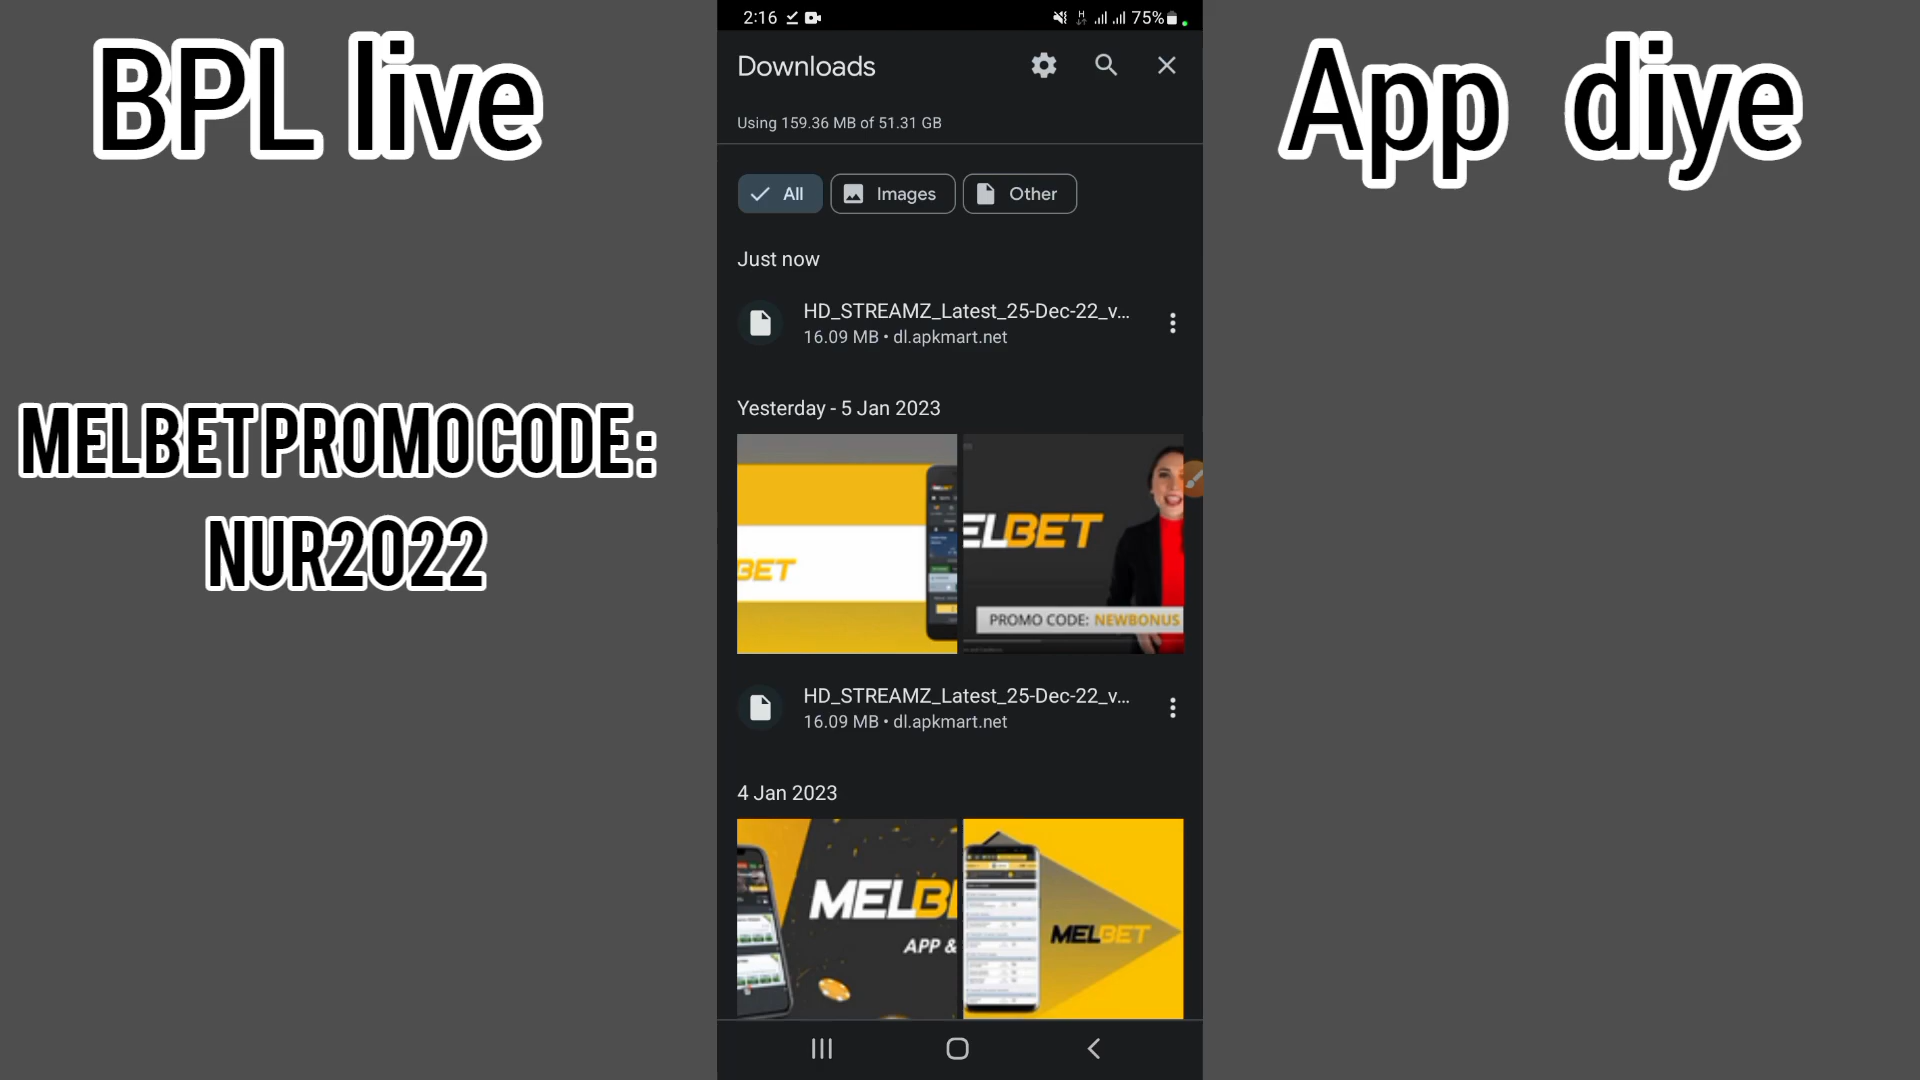 BPL live
App diye
MELBET PROMO CODE :
NUR2022
2:16
75%
Downloads
Using 159.36 MB of 51.31 GB
All
Images
Other
Just now
HD_STREAMZ_Latest_25-Dec-22_v...
16.09 MB • dl.apkmart.net
Yesterday - 5 Jan 2023
BET
ELBET
PROMO CODE: NEWBONUS
HD_STREAMZ_Latest_25-Dec-22_v...
16.09 MB • dl.apkmart.net
4 Jan 2023
MELB
APP &
MELBET